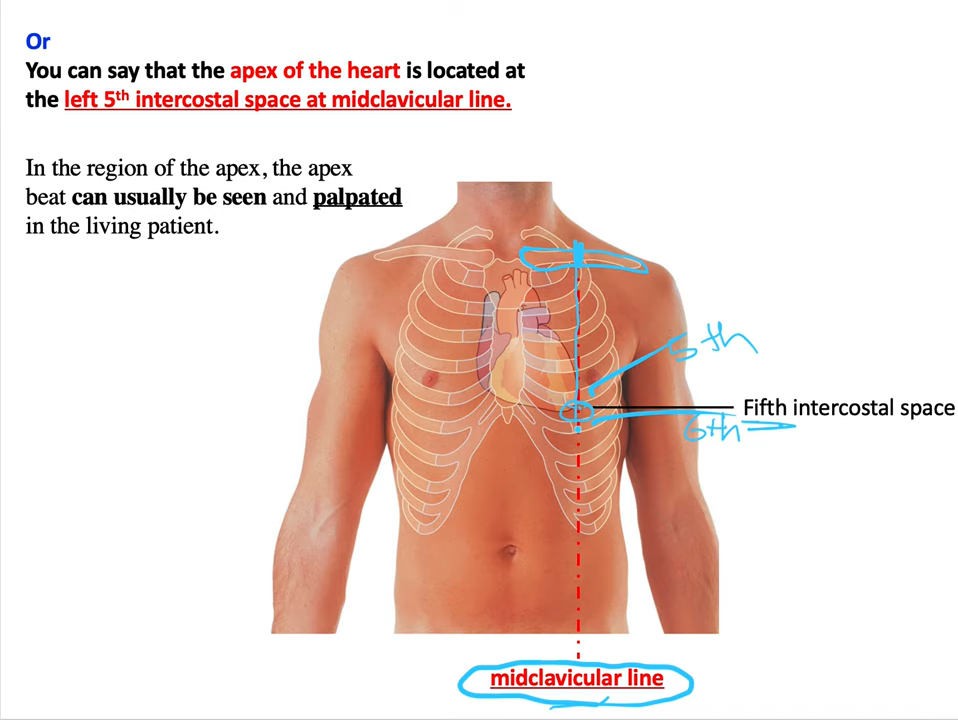 Or
You can say that the apex of the heart is located at
the left 5th intercostal space at midclavicular line.
In the region of the apex, the apex
beat can usually be seen and palpated
in the living patient.
5th
Fifth intercostal space
6th
midclavicular line